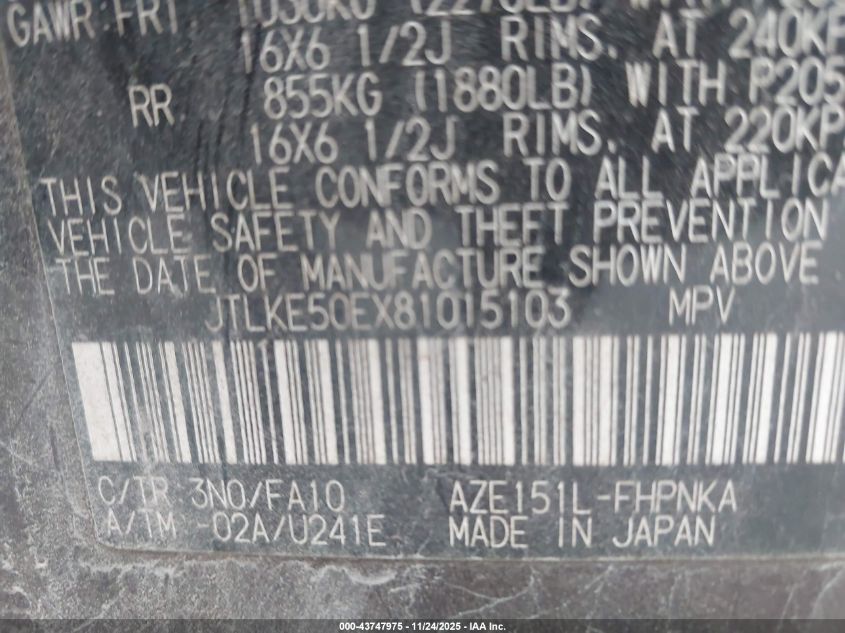 GAWR:FRT 1030KG (2270LB)
16X6 1/2J RIMS. AT 240KP
RR 855KG (1880LB) WITH P205
16X6 1/2J RIMS. AT 220KP
THIS VEHICLE CONFORMS TO ALL APPLICA
VEHICLE SAFETY AND THEFT PREVENTION
THE DATE OF MANUFACTURE SHOWN ABOVE
JTLKE50EX81015103 MPV
C/TR 3N0/FA10 AZE151L-FHPNKA
A/TM -02A/U241E MADE IN JAPAN
000-43747975 - 11/24/2025 - IAA Inc.